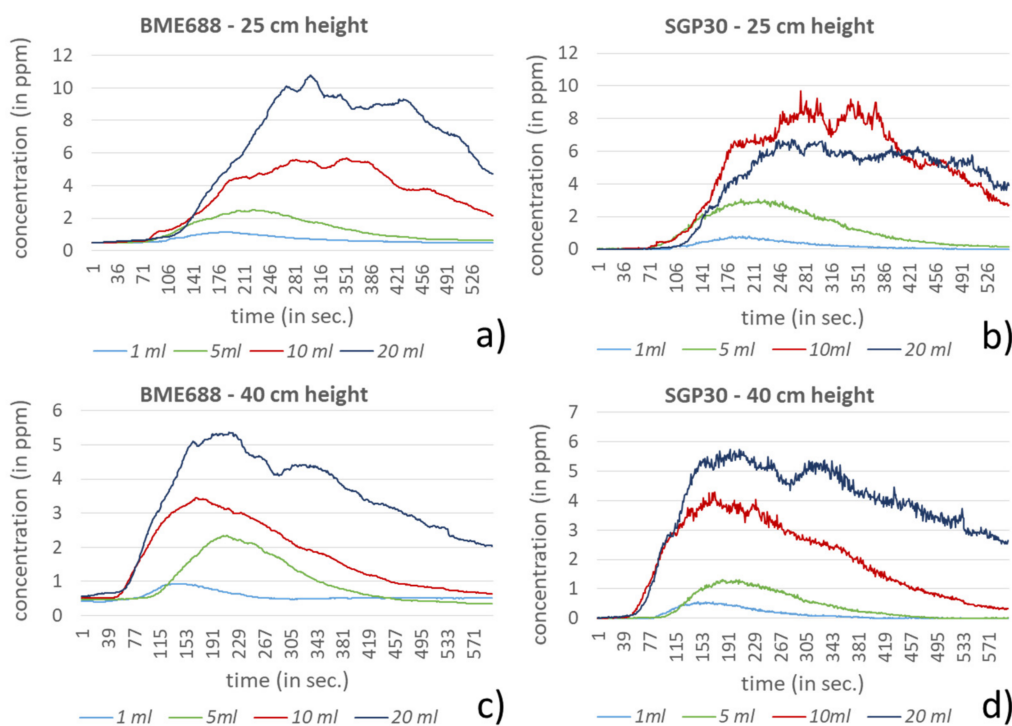 BME688 - 25 cm height
concentration (in ppm)
12
10
8
6
4
2
0
1 36 71 106 141 176 211 246 281 316 351 386 421 456 491 526
time (in sec.)
1 ml 5ml 10 ml 20 ml
a)
SGP30 - 25 cm height
concentration (in ppm)
12
10
8
6
4
2
0
1 36 71 106 141 176 211 246 281 316 351 386 421 456 491 526
time (in sec.)
1ml 5 ml 10ml 20 ml
b)
BME688 - 40 cm height
concentration (in ppm)
6
5
4
3
2
1
0
1 39 77 115 153 191 229 267 305 343 381 419 457 495 533 571
time (in sec.)
1 ml 5ml 10 ml 20 ml
c)
SGP30 - 40 cm height
concentration (in ppm)
7
6
5
4
3
2
1
0
1 39 77 115 153 191 229 267 305 343 381 419 457 495 533 571
time (in sec.)
1ml 5 ml 10ml 20 ml
d)